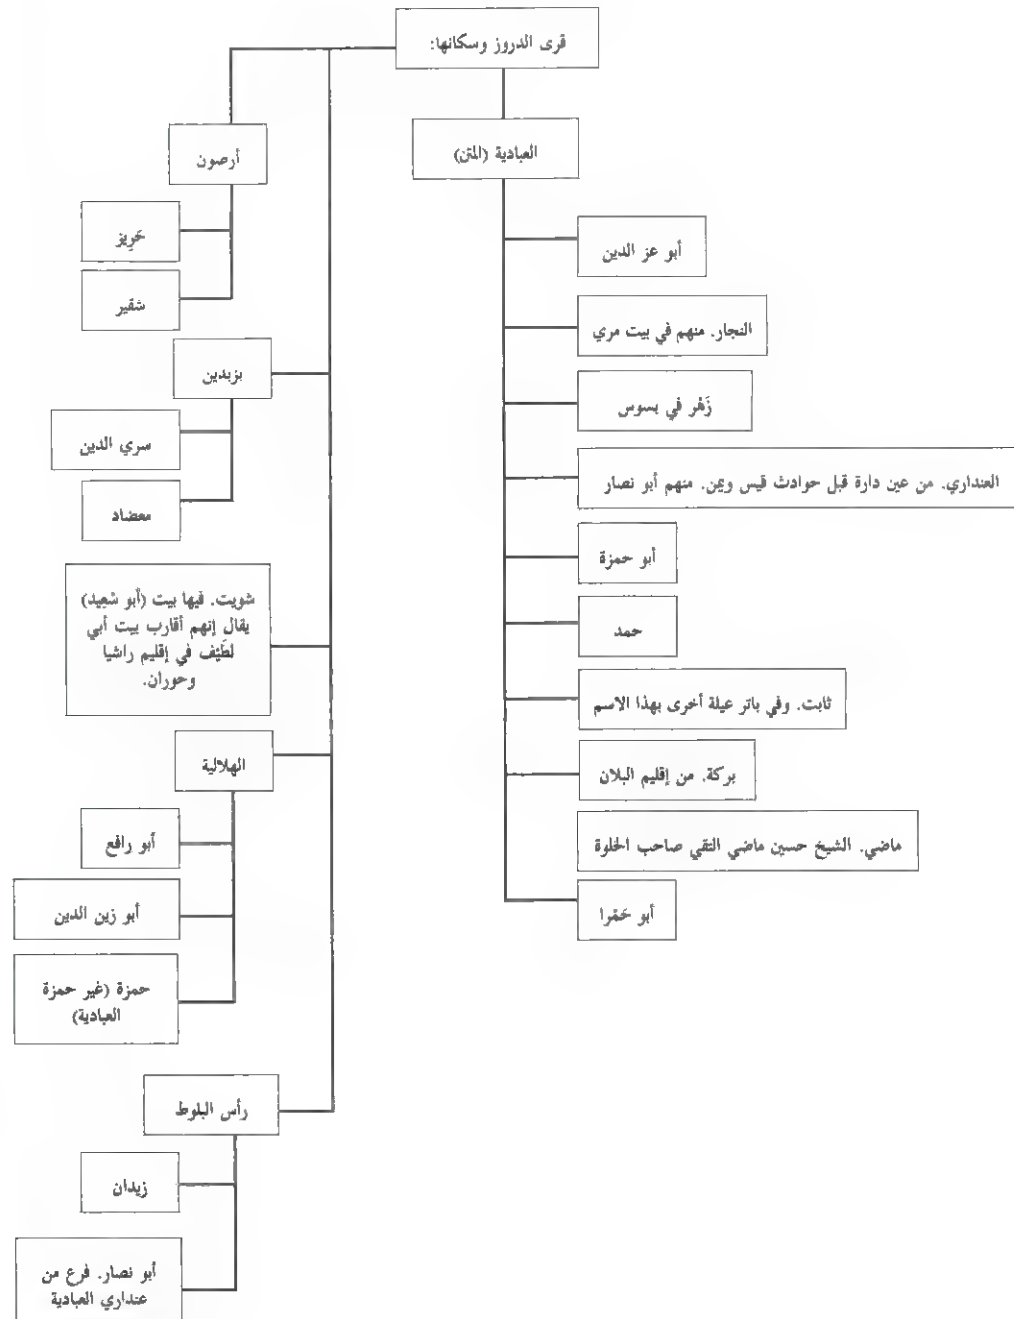 قرى الدروز وسكانها:
العبادية (المتن)
أبو عز الدين
النجار. منهم في بيت مري
زَهْر في بسوس
العنداري. من عين دارة قبل حوادث قيس ويمن. منهم أبو نصار
أبو حمزة
حمد
ثابت. وفي باتر عيلة أخرى بهذا الاسم
بركة. من إقليم البلان
ماضي. الشيخ حسين ماضي التقي صاحب الخلوة
أبو حَمْرا
أرصون
حَرِيز
شقير
بزبدين
سري الدين
معضاد
شويت. فيها بيت (أبو سَعِيد)
يقال إنهم أقارب بيت أبي
لطَيْف في إقليم راشيا
وحوران.
الهلالية
أبو رافع
أبو زين الدين
حمزة (غير حمزة
العبادية)
رأس البلوط
زيدان
أبو نصار. فرع من
عنداري العبادية